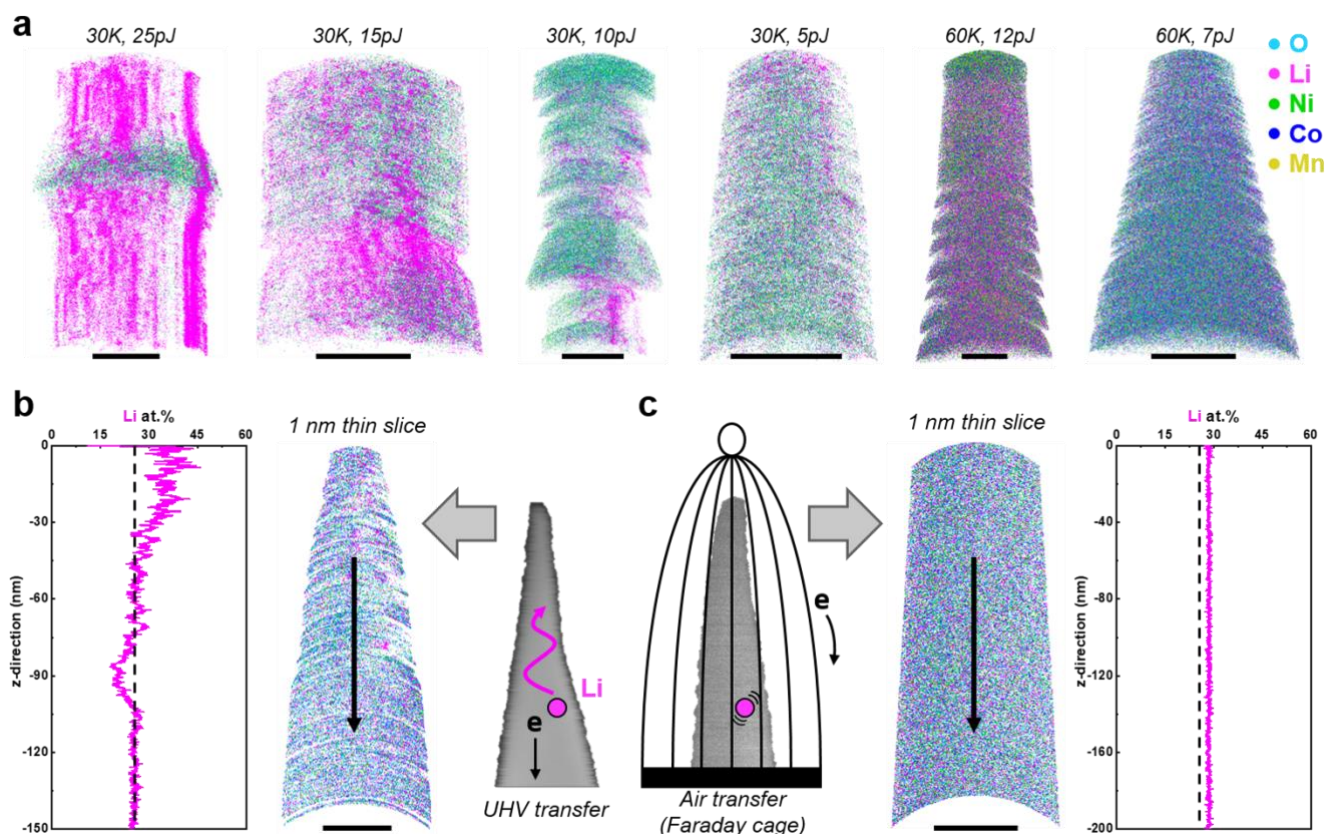 a
30K, 25pJ 30K, 15pJ 30K, 10pJ 30K, 5pJ 60K, 12pJ 60K, 7pJ
O
Li
Ni
Co
Mn
b
Li at.%
0 15 30 45 60
z-direction (nm)
0
-30
-60
-90
-120
-150
1 nm thin slice
Li
e
UHV transfer
c
e
Air transfer
(Faraday cage)
1 nm thin slice
Li at.%
0 15 30 45 60
z-direction (nm)
0
-40
-80
-120
-160
-200